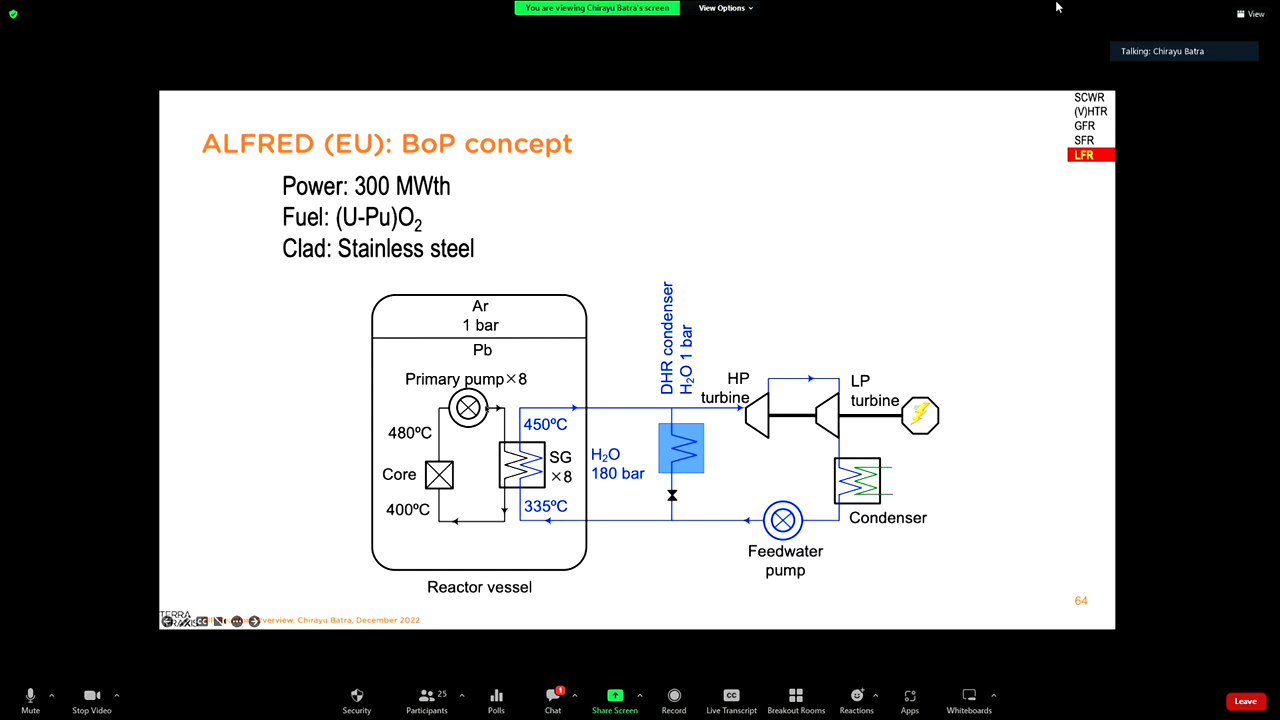 You are viewing Chirayu Batra's screen
View Options
View
Talking: Chirayu Batra
SCWR
(V)HTR
GFR
SFR
LFR
ALFRED (EU): BoP concept
Power: 300 MWth
Fuel: (U-Pu)O₂
Clad: Stainless steel
Ar
1 bar
Pb
Primary pump×8
480ºC
Core
400ºC
450ºC
SG
×8
335ºC
Reactor vessel
H₂O
180 bar
DHR condenser
H₂O 1 bar
HP
turbine
LP
turbine
Condenser
Feedwater
pump
64
TERRA
verview, Chirayu Batra, December 2022
Mute
Stop Video
Security
25
Participants
Polls
1
Chat
Share Screen
Record
CC
Live Transcript
Breakout Rooms
Reactions
Apps
Whiteboards
Leave